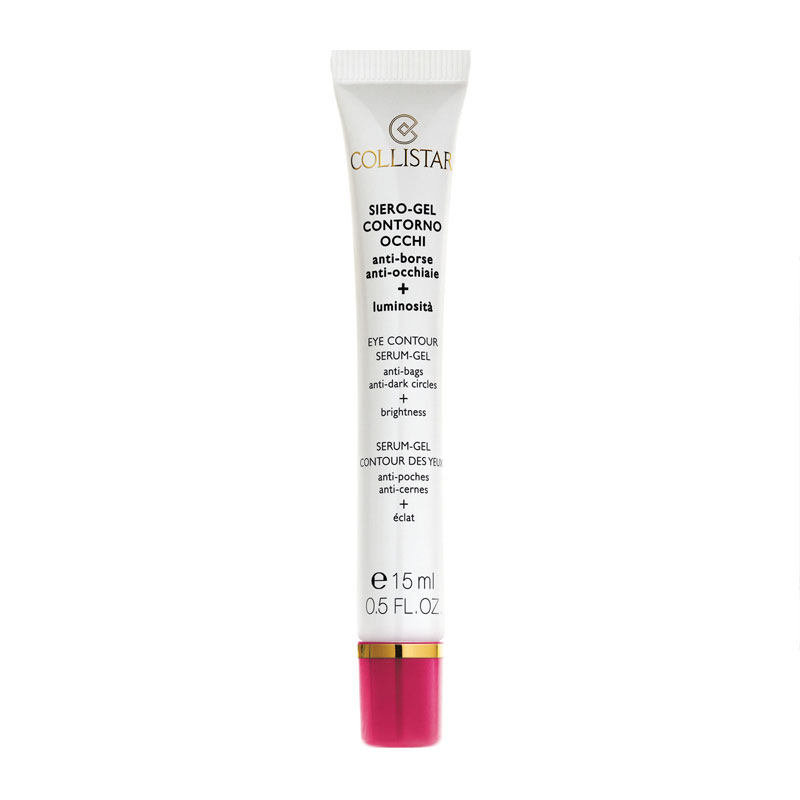 COLLISTAR
SIERO-GEL
CONTORNO
OCCHI
anti-borse
anti-occhiaie
+
luminosità
EYE CONTOUR
SERUM-GEL
anti-bags
anti-dark circles
+
brightness
SERUM-GEL
CONTOUR DES YEUX
anti-poches
anti-cernes
+
éclat
e 15 ml
0.5 FL.OZ.